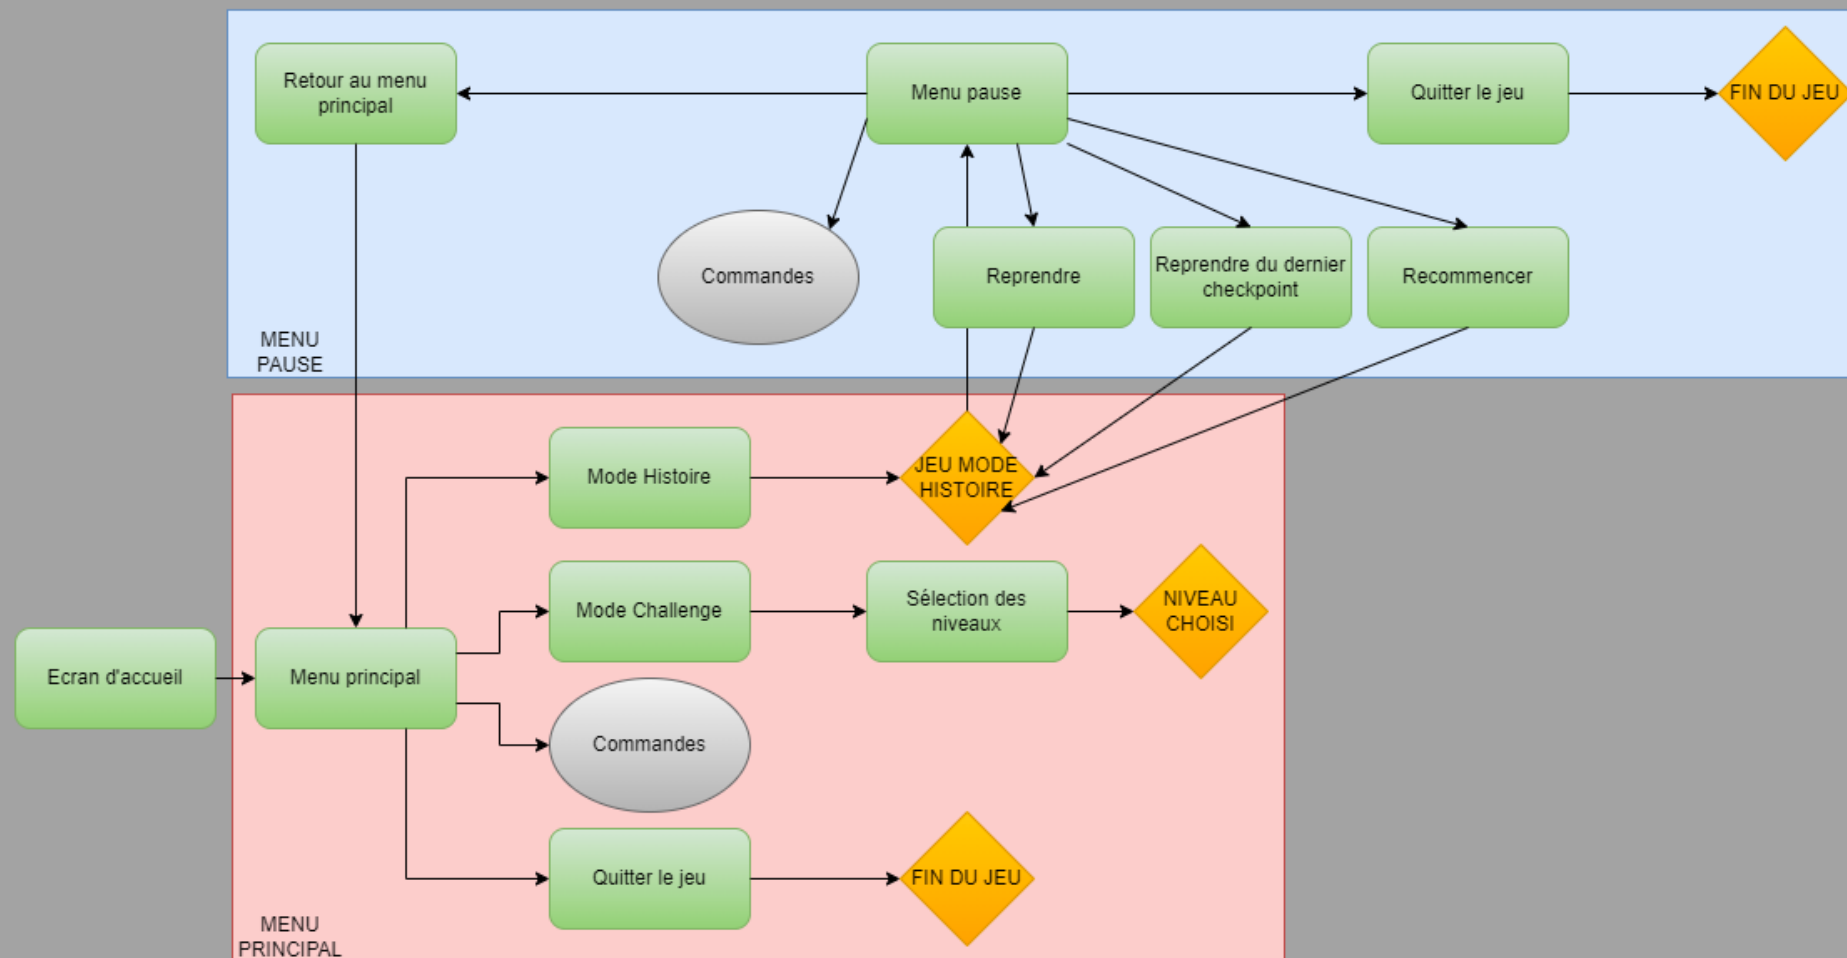 Retour au menu
principal
Menu pause
Quitter le jeu
FIN DU JEU
Commandes
Reprendre
Reprendre du dernier
checkpoint
Recommencer
MENU
PAUSE
Mode Histoire
JEU MODE
HISTOIRE
Mode Challenge
Sélection des
niveaux
NIVEAU
CHOISI
Ecran d'accueil
Menu principal
Commandes
Quitter le jeu
FIN DU JEU
MENU
PRINCIPAL